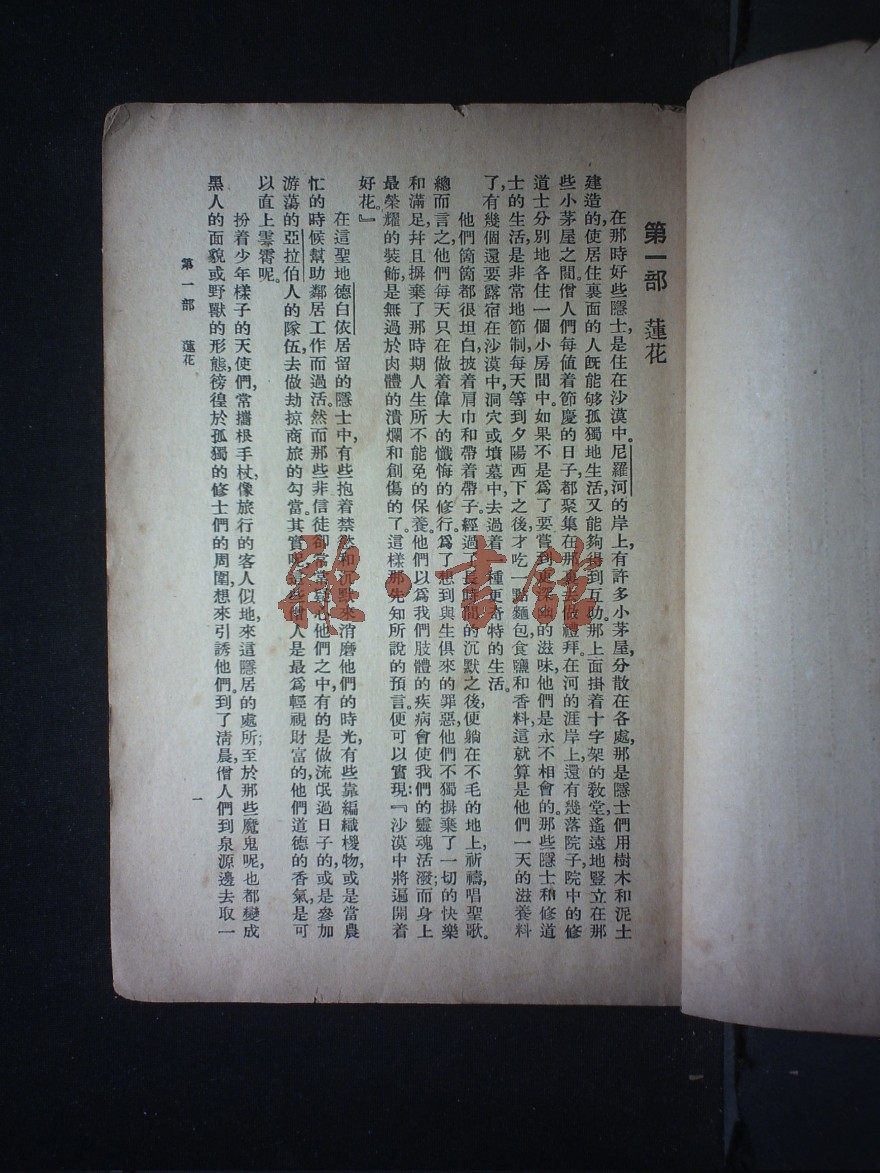 第一部　蓮花
在那時好些隱士，是住在沙漠中。尼羅河的岸上，有許多小茅屋，分散在各處，那是隱士們用樹木和泥土
建造的，使居住裏面的人旣能够孤獨地生活，又能夠得到互助。那上面掛着十字架的敎堂，遙遠地豎立在那
些小茅屋之間。僧人們每値着節慶的日子，都聚集在那裏去做禮拜。在河的涯岸上，還有幾落院子，院中的修
道士分別地各住一個小房間中。如果不是爲了要嘗到更的滋味，他們是永不相會的。那些隱士和修道
士的生活，是非常地節制，每天等到夕陽西下之後，才吃一點麵包，食鹽和香料，這就算是他們一天的滋養料
了，有幾個還要露宿在沙漠中，洞穴或墳墓中去過着一種更奇特的生活。
他們箇箇都很坦白，披着肩巾和帶着帶子。經過了長時間的沉默之後，便躺在不毛的地上，祈禱，唱聖歌。
總而言之，他們每天只在做着偉大的懺悔的修行。爲了想到與生俱來的罪惡，他們不獨摒棄了一切的快樂
和滿足，幷且摒棄了那時期人生所不能免的保養。他們以爲我們肢體的疾病會使我們的靈魂活潑；而身上
最榮耀的裝飾，是無過於肉體的潰爛和創傷的了。這樣那先知所說的預言。便可以實現：『沙漠中將遍開着
好花。』
在這聖地德白依居留的隱士中，有些抱着禁慾和沉默來消磨他們的時光，有些靠編織椶物，或是當農
忙的時候幫助鄰居工作而過活。然而那些非信徒卻常常疑心他們之中，有的是做流氓過日子的，或是參加
游蕩的亞拉伯人的隊伍，去做劫掠商旅的勾當。其實呢，這些僧人是最爲輕視財富的，他們道德的香氣，是可
以直上霄呢。
扮着少年樣子的天使們，常攜根手杖，像旅行的客人似地，來這隱居的處所；至於那些魔鬼呢，也都變成
黑人的面貌或野獸的形態，徬徨於孤獨的修士們的周圍，想來引誘他們。到了淸晨，僧人們到泉源邊去取一
第一部　蓮花
一
雜·書館